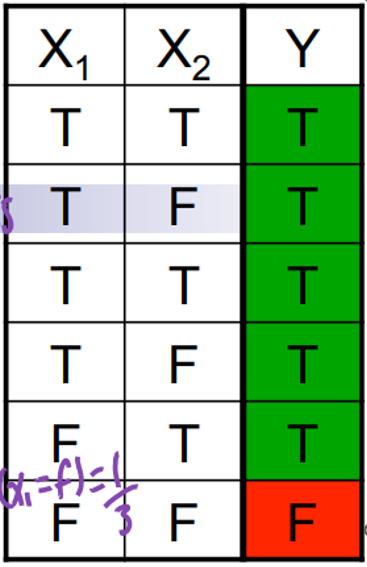 X₁ X₂ Y
T T T
T F T
T T T
T F T
F T T
(x₁=f)=1/3
F F F